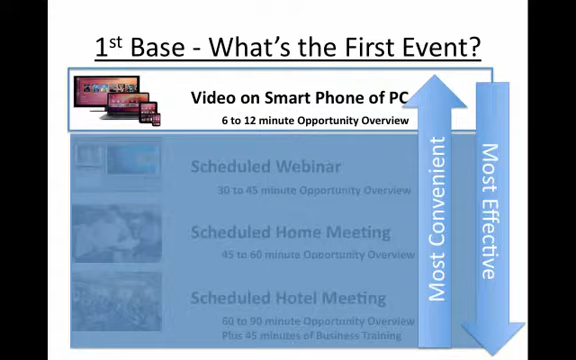 1st Base - What's the First Event?
Video on Smart Phone of PC
6 to 12 minute Opportunity Overview
Scheduled Webinar
30 to 45 minute Opportunity Overview
Scheduled Home Meeting
45 to 60 minute Opportunity Overview
Scheduled Hotel Meeting
60 to 90 minute Opportunity Overview
Plus 45 minutes of Business Training
Most Convenient
Most Effective